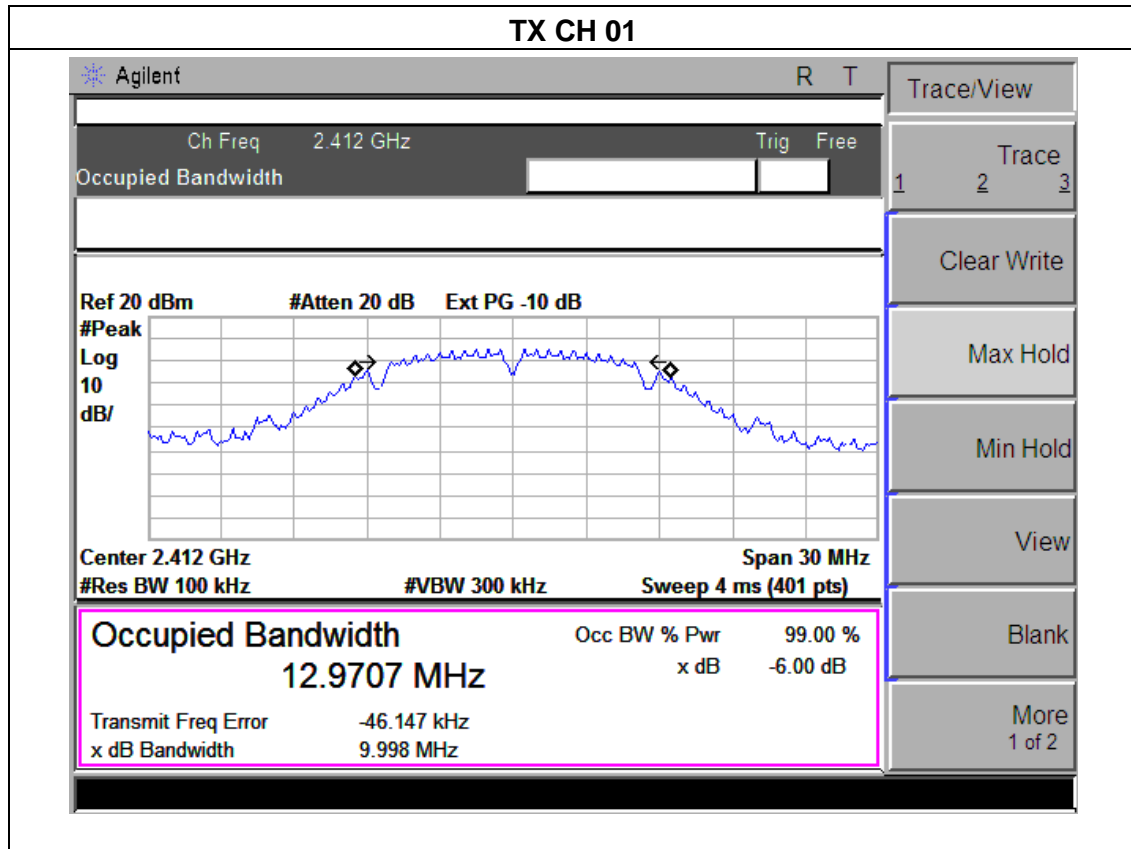 TX CH 01
Agilent R T
Trace/View
Ch Freq 2.412 GHz Trig Free
Occupied Bandwidth
Trace
1 2 3
Clear Write
Max Hold
Min Hold
View
Blank
More
1 of 2
Ref 20 dBm #Atten 20 dB Ext PG -10 dB
#Peak
Log
10
dB/
Center 2.412 GHz Span 30 MHz
#Res BW 100 kHz #VBW 300 kHz Sweep 4 ms (401 pts)
Occupied Bandwidth Occ BW % Pwr 99.00 %
12.9707 MHz x dB -6.00 dB
Transmit Freq Error -46.147 kHz
x dB Bandwidth 9.998 MHz